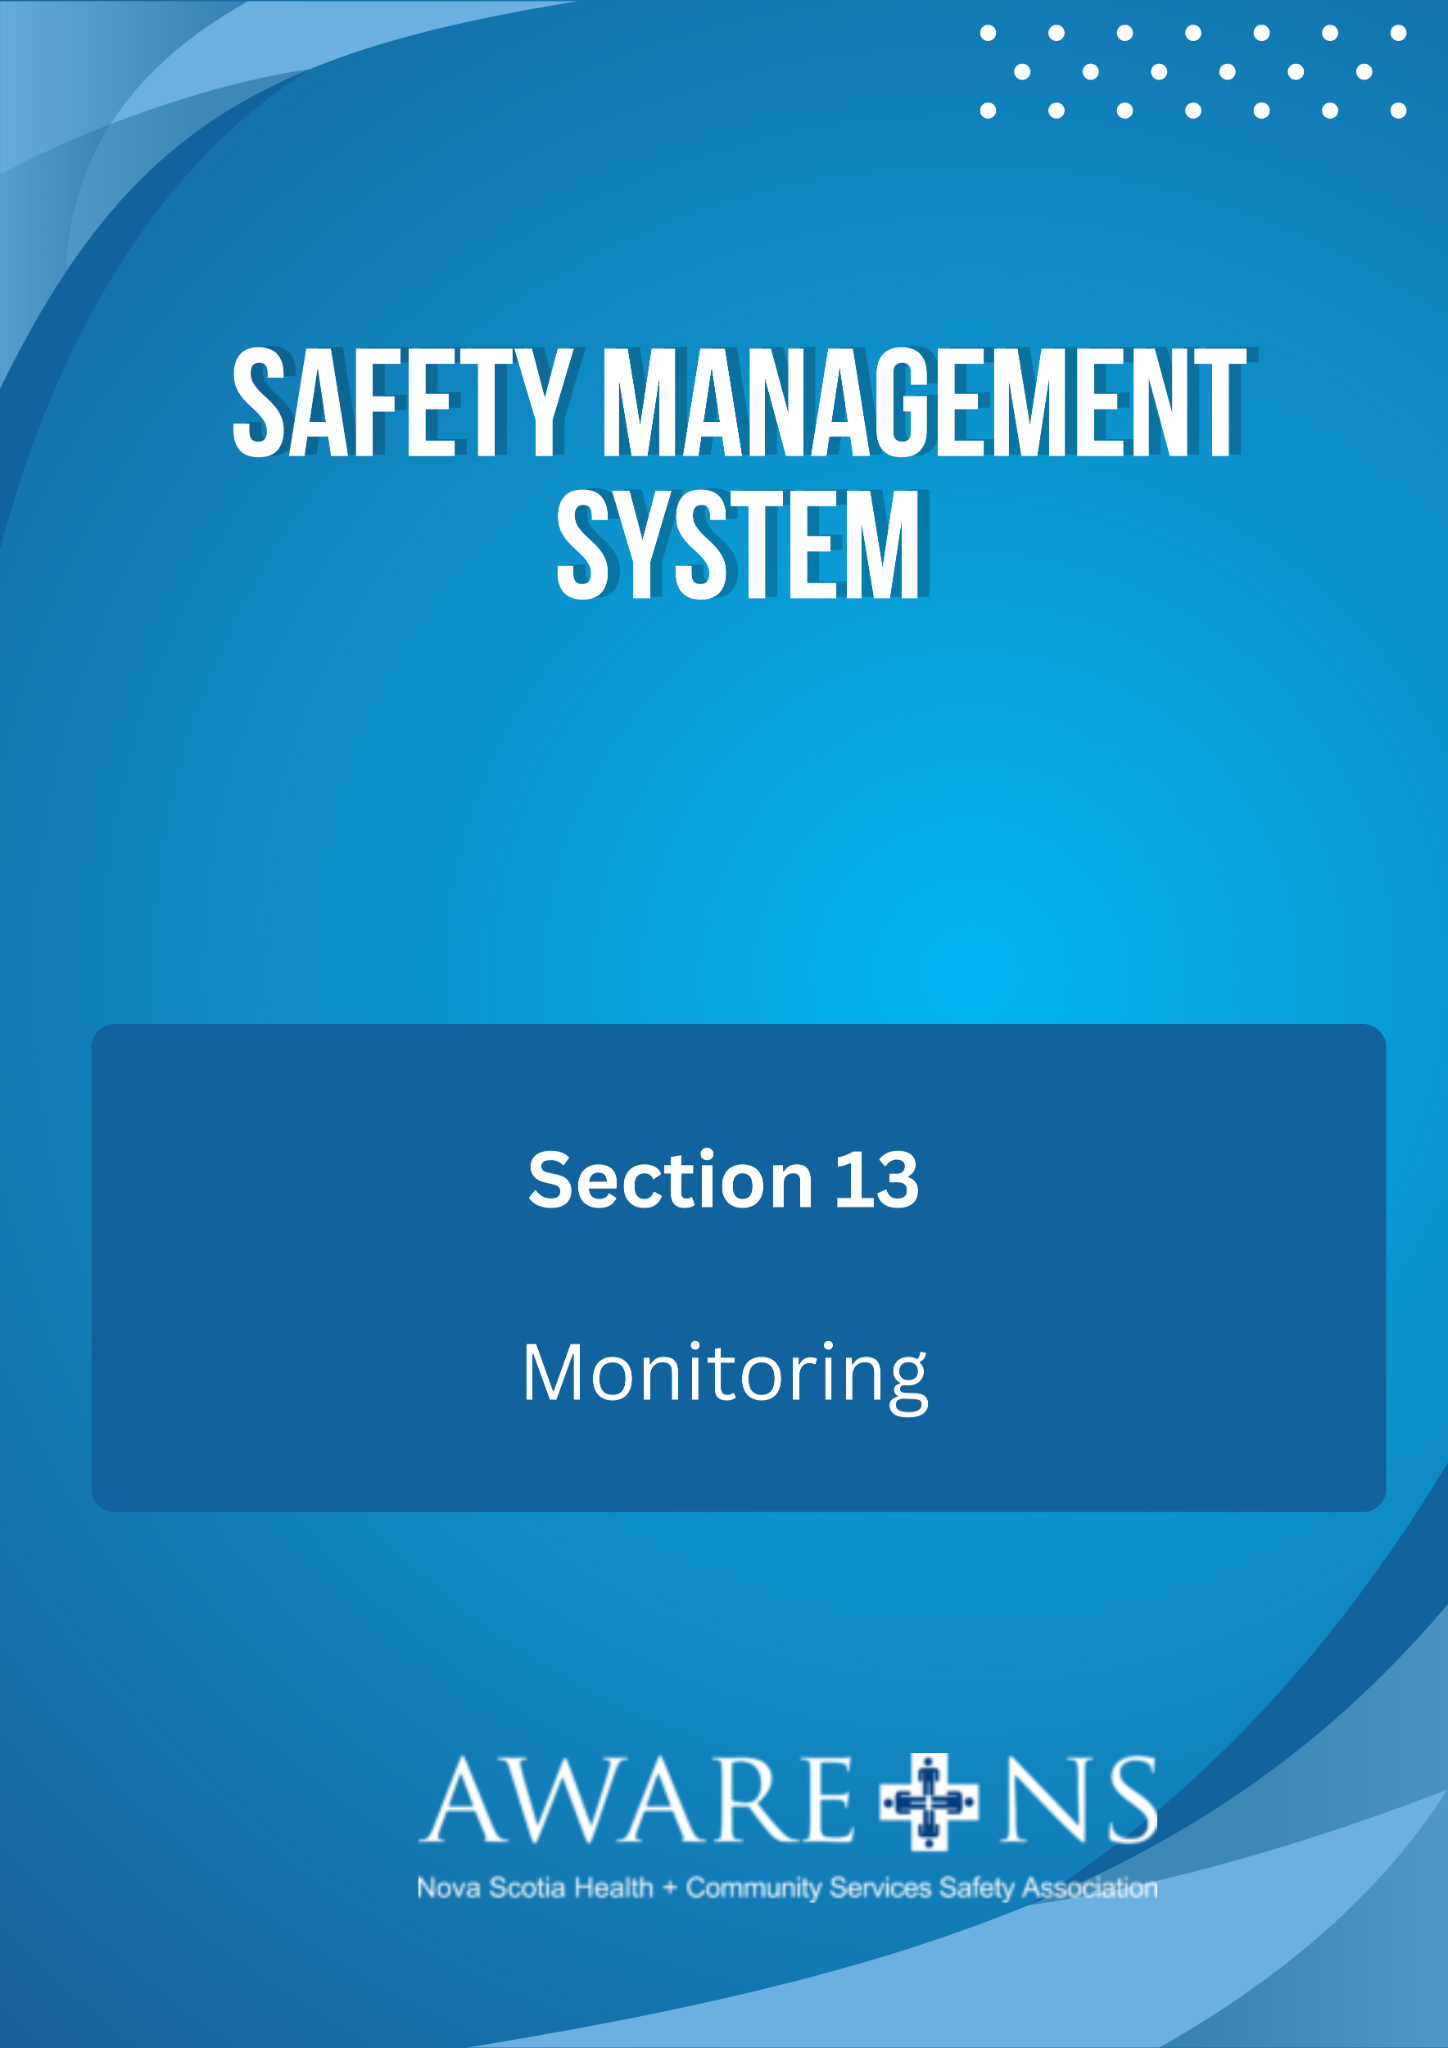 SAFETY MANAGEMENT
SYSTEM
Section 13
Monitoring
AWARE NS
Nova Scotia Health + Community Services Safety Association